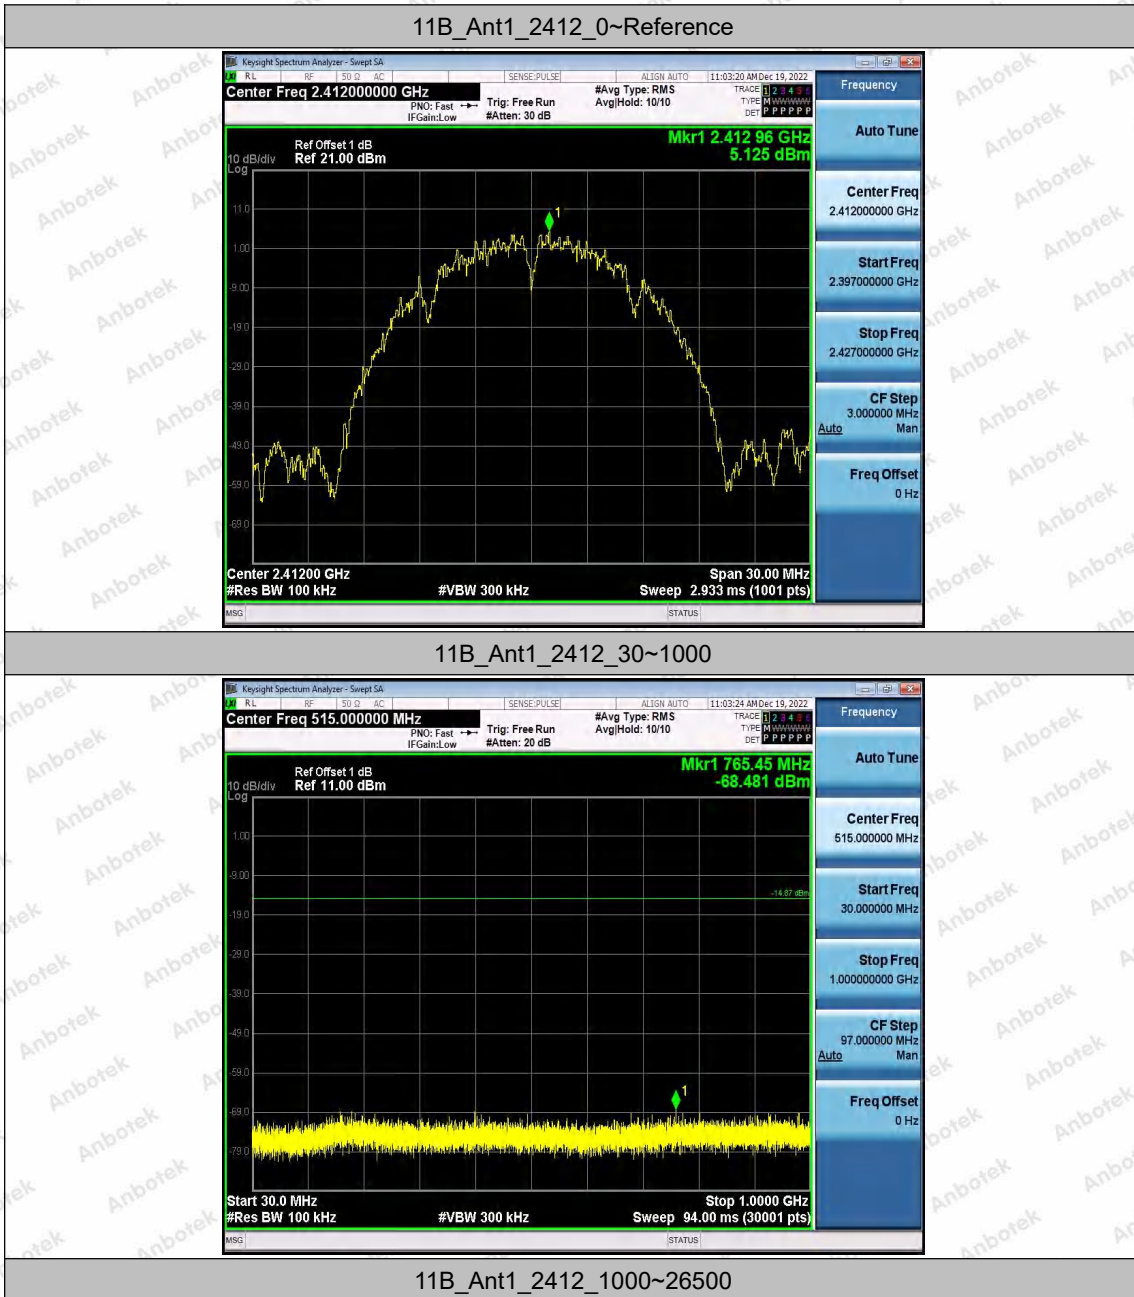 11B_Ant1_2412_0~Reference
Keysight Spectrum Analyzer - Swept SA
LXI RL RF 50 Ω AC SENSE:PULSE ALIGN AUTO 11:03:20 AM Dec 19, 2022
Center Freq 2.412000000 GHz
PNO: Fast
IFGain:Low
Trig: Free Run
#Atten: 30 dB
#Avg Type: RMS
Avg|Hold: 10/10
TRACE 1 2 3 4 5 6
TYPE M WWWWW
DET P P P P P P
Frequency
Auto Tune
Mkr1 2.412 96 GHz
5.125 dBm
Ref Offset 1 dB
10 dB/div Ref 21.00 dBm
Log
1
11.0
1.00
-9.00
-19.0
-29.0
-39.0
-49.0
-59.0
-69.0
Center Freq
2.412000000 GHz
Start Freq
2.397000000 GHz
Stop Freq
2.427000000 GHz
CF Step
3.000000 MHz
Auto Man
Freq Offset
0 Hz
Center 2.41200 GHz Span 30.00 MHz
#Res BW 100 kHz #VBW 300 kHz Sweep 2.933 ms (1001 pts)
MSG STATUS
11B_Ant1_2412_30~1000
Keysight Spectrum Analyzer - Swept SA
LXI RL RF 50 Ω AC SENSE:PULSE ALIGN AUTO 11:03:24 AM Dec 19, 2022
Center Freq 515.000000 MHz
PNO: Fast
IFGain:Low
Trig: Free Run
#Atten: 20 dB
#Avg Type: RMS
Avg|Hold: 10/10
TRACE 1 2 3 4 5 6
TYPE M WWWWW
DET P P P P P P
Frequency
Auto Tune
Mkr1 765.45 MHz
-68.481 dBm
Ref Offset 1 dB
10 dB/div Ref 11.00 dBm
Log
1.00
-9.00
-14.87 dBm
-19.0
-29.0
-39.0
-49.0
-59.0
1
-69.0
-79.0
Center Freq
515.000000 MHz
Start Freq
30.000000 MHz
Stop Freq
1.000000000 GHz
CF Step
97.000000 MHz
Auto Man
Freq Offset
0 Hz
Start 30.0 MHz Stop 1.0000 GHz
#Res BW 100 kHz #VBW 300 kHz Sweep 94.00 ms (30001 pts)
MSG STATUS
11B_Ant1_2412_1000~26500
Anbotek